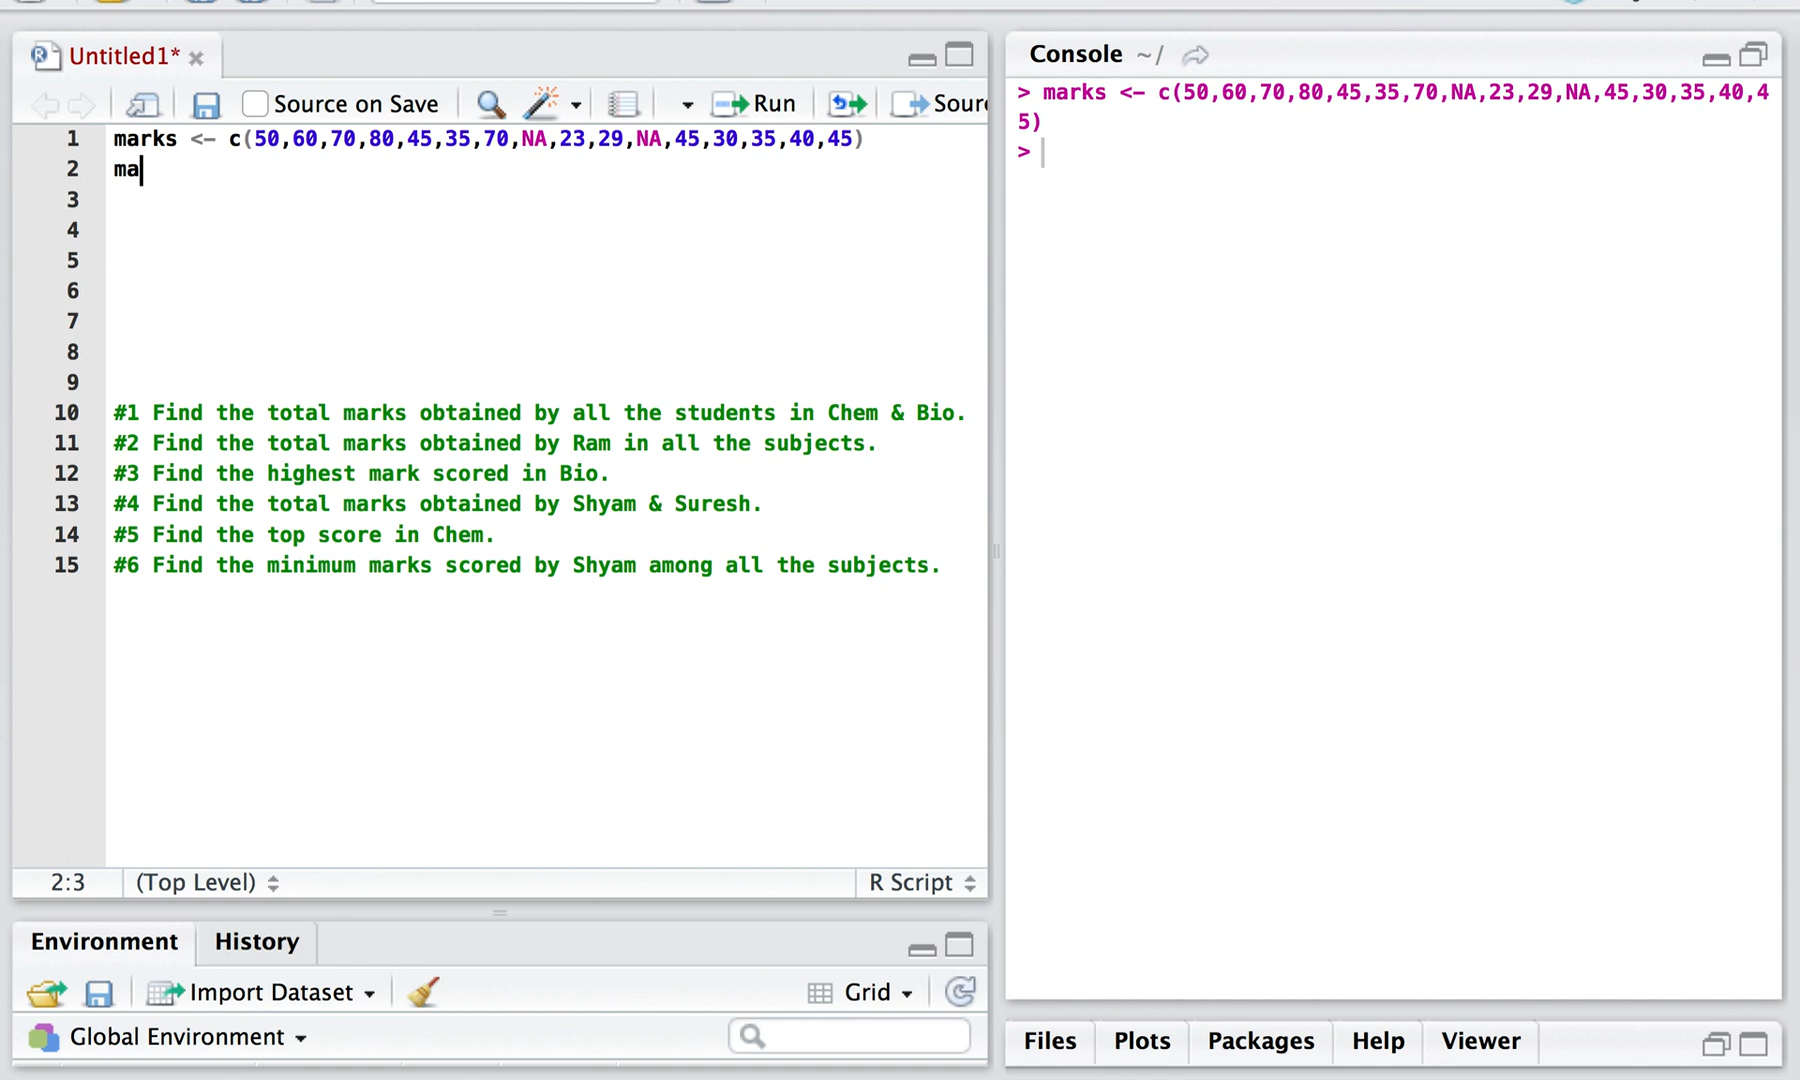 Untitled1*
Source on Save Run Sour
1 marks <- c(50,60,70,80,45,35,70,NA,23,29,NA,45,30,35,40,45)
2 ma
3
4
5
6
7
8
9
10 #1 Find the total marks obtained by all the students in Chem & Bio.
11 #2 Find the total marks obtained by Ram in all the subjects.
12 #3 Find the highest mark scored in Bio.
13 #4 Find the total marks obtained by Shyam & Suresh.
14 #5 Find the top score in Chem.
15 #6 Find the minimum marks scored by Shyam among all the subjects.
2:3 (Top Level) R Script
Environment History
Import Dataset Grid
Global Environment
Console ~/
> marks <- c(50,60,70,80,45,35,70,NA,23,29,NA,45,30,35,40,4
5)
>
Files Plots Packages Help Viewer